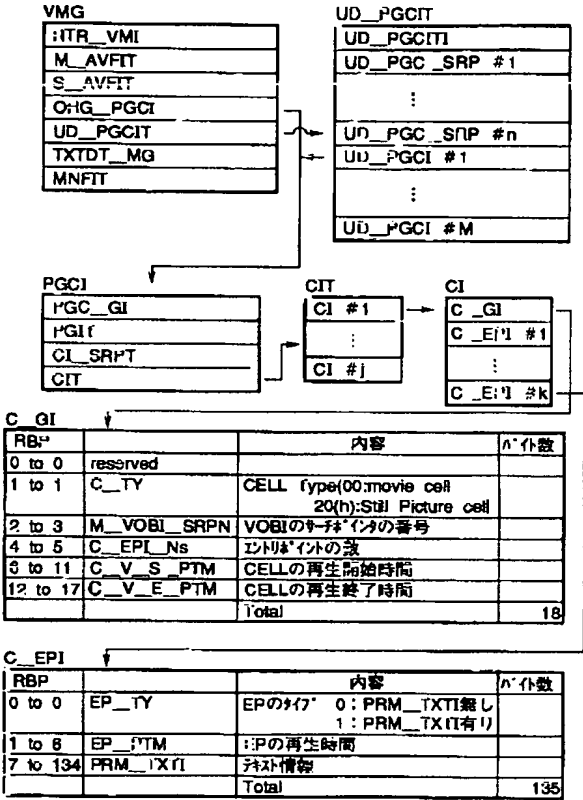 VMG
UD_PGCIT
M_AVFIT
S_AVFIT
UD_PGCIT
TXTDT_MG
MNFIT
UD_PGCITI
UD_PGC_SRP #1
⋮
#n
#1
⋮
UD_PGCI #M
PGCI
PGC_GI
CI_SRPT
CIT
CIT
CI #1
⋮
CI #j
CI
C_GI
C_EPI #1
⋮
C_EPI #k
C_GI
RBP 内容 バイト数
0 to 0 reserved
1 to 1 C_TY CELL Type(00:movie cell
20(h):Still Picture cell
2 to 3 M_VOBI_SRPN VOBIのサーチポインタの番号
4 to 5 C_EPI_Ns エントリポイントの数
6 to 11 C_V_S_PTM CELLの再生開始時間
12 to 17 C_V_E_PTM CELLの再生終了時間
Total 18
C_EPI
RBP 内容 バイト数
0 to 0 EP_TY EPのタイプ 0:PRM_TXTI無し
1:PRM_TXTI有り
1 to 6 EP_PTM EPの再生時間
7 to 134 PRM_TXTI テキスト情報
Total 135